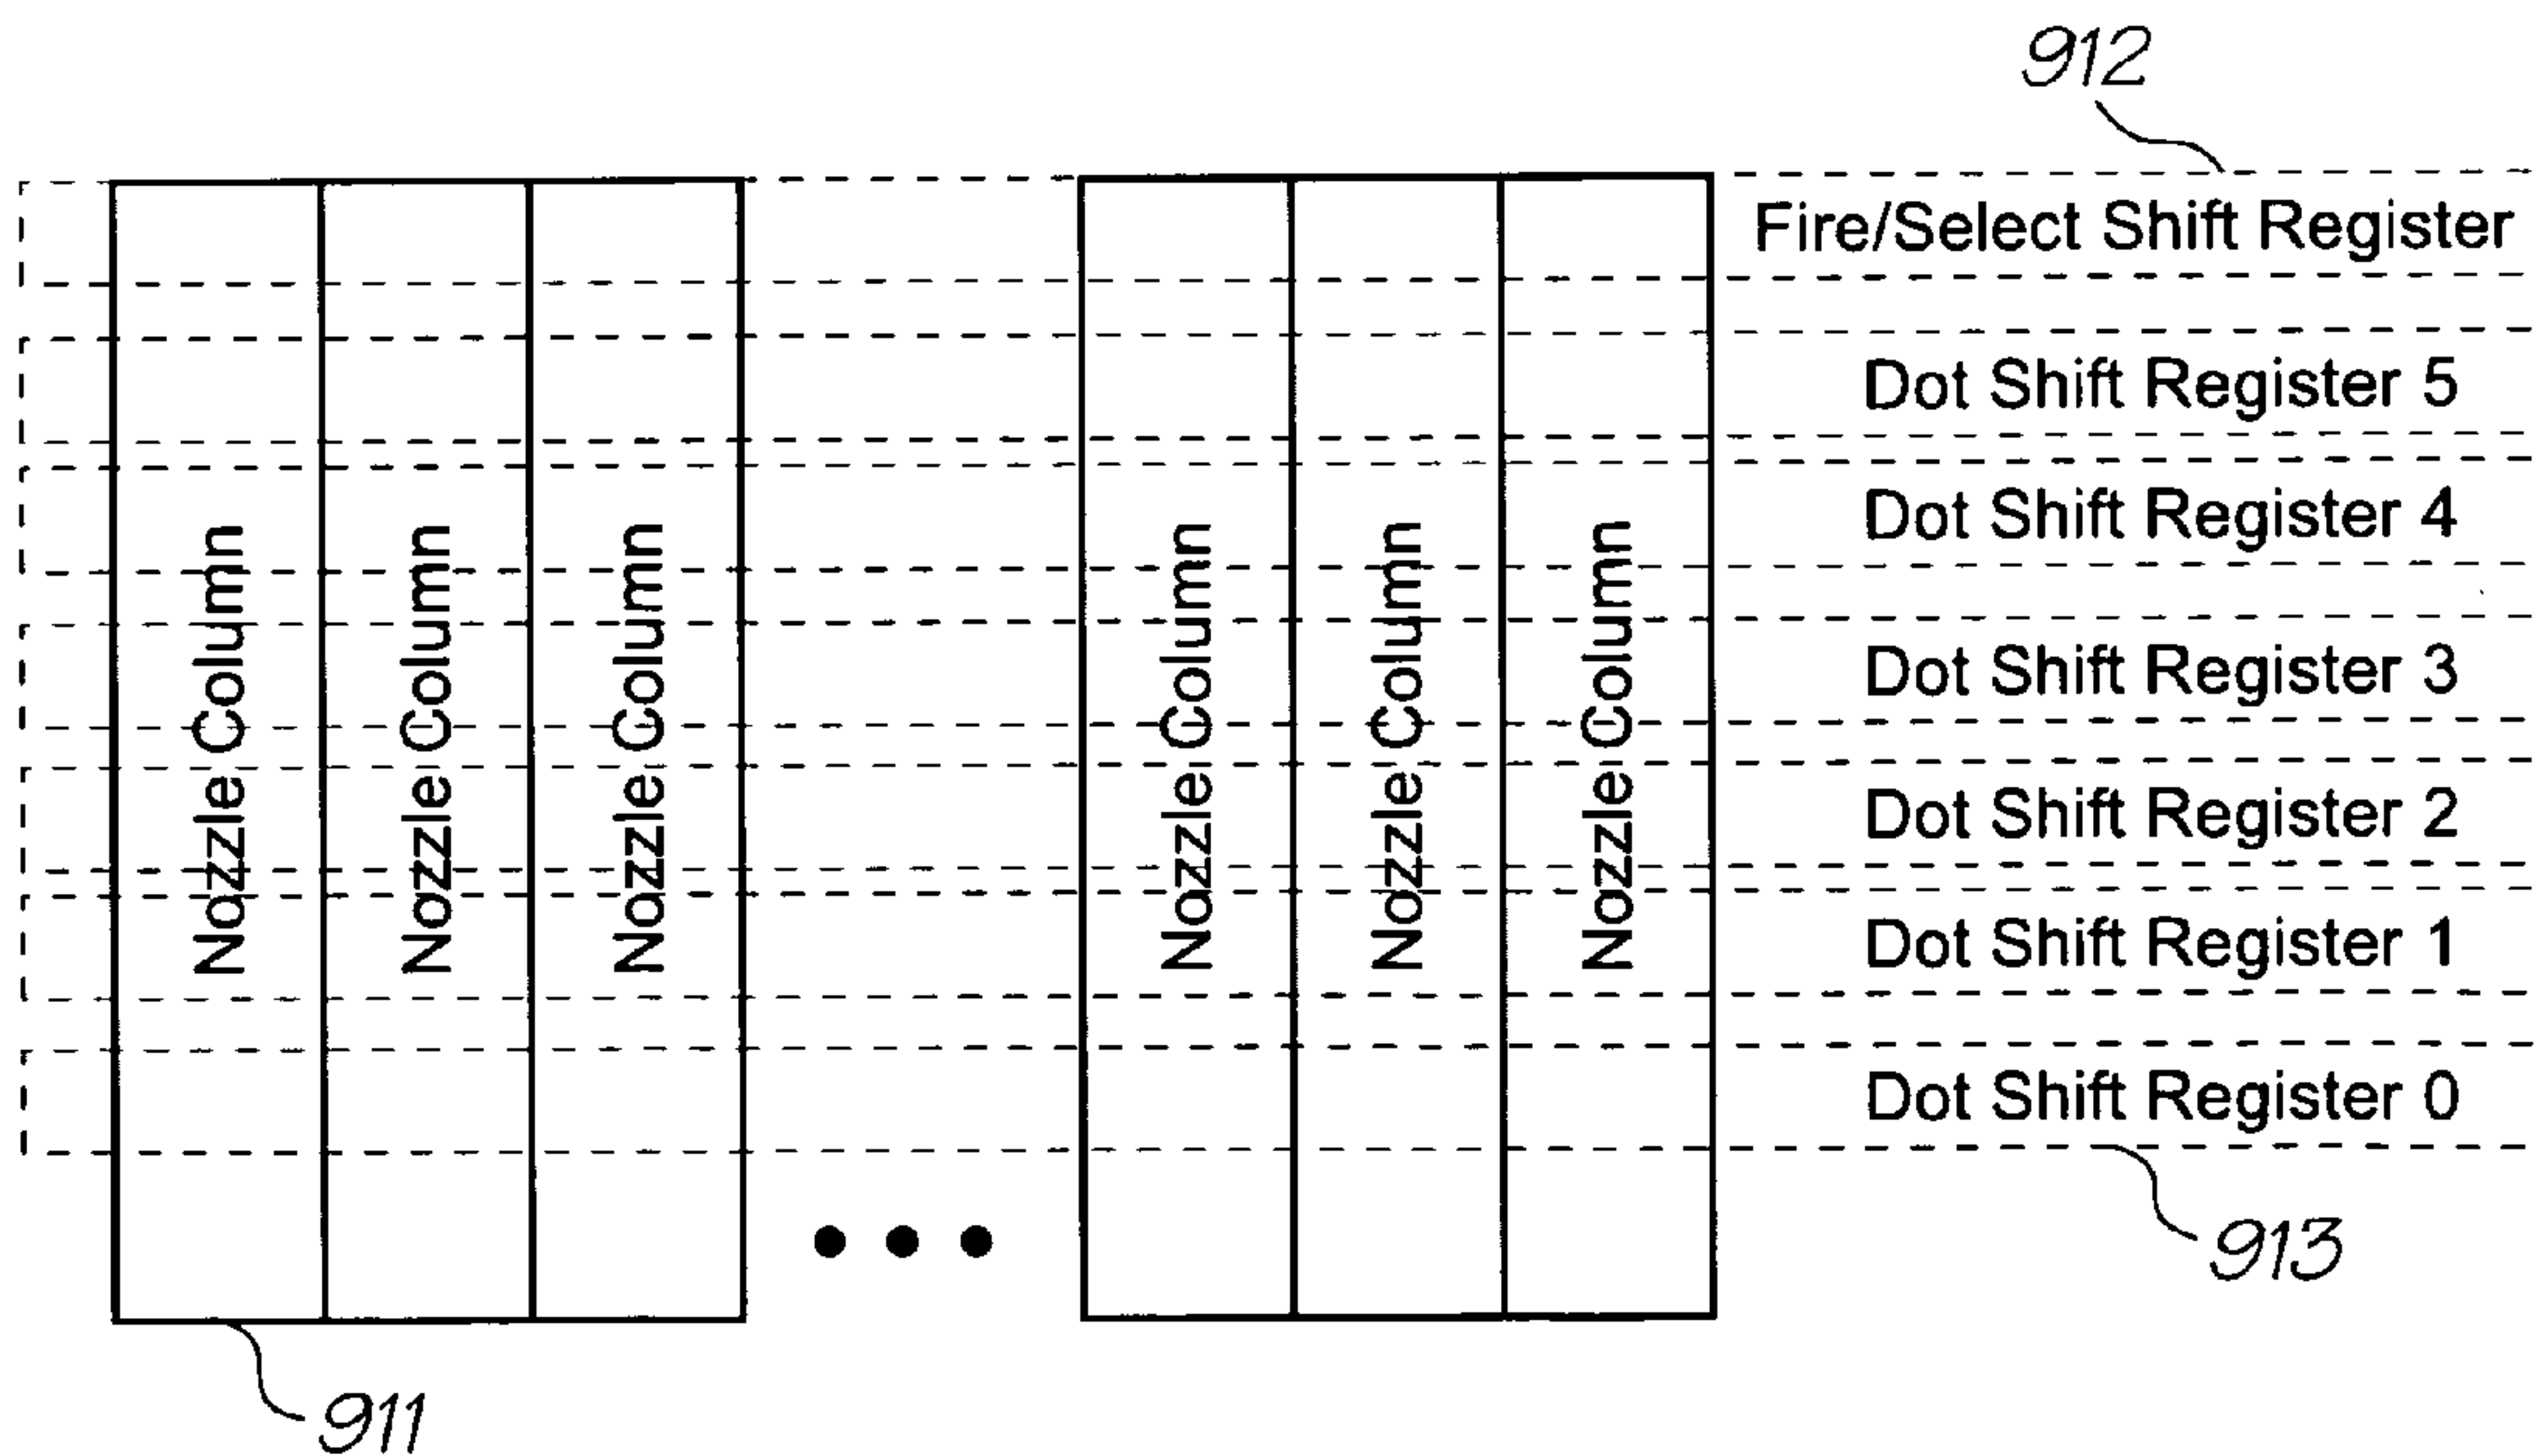 912
Fire/Select Shift Register
Dot Shift Register 5
Dot Shift Register 4
Dot Shift Register 3
Dot Shift Register 2
Dot Shift Register 1
Dot Shift Register 0
Nozzle Column
Nozzle Column
Nozzle Column
Nozzle Column
Nozzle Column
Nozzle Column
913
911